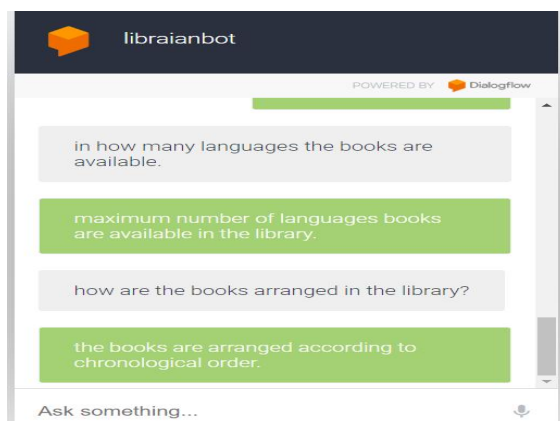 libraianbot
POWERED BY Dialogflow
in how many languages the books are
available.
maximum number of languages books
are available in the library.
how are the books arranged in the library?
the books are arranged according to
chronological order.
Ask something...